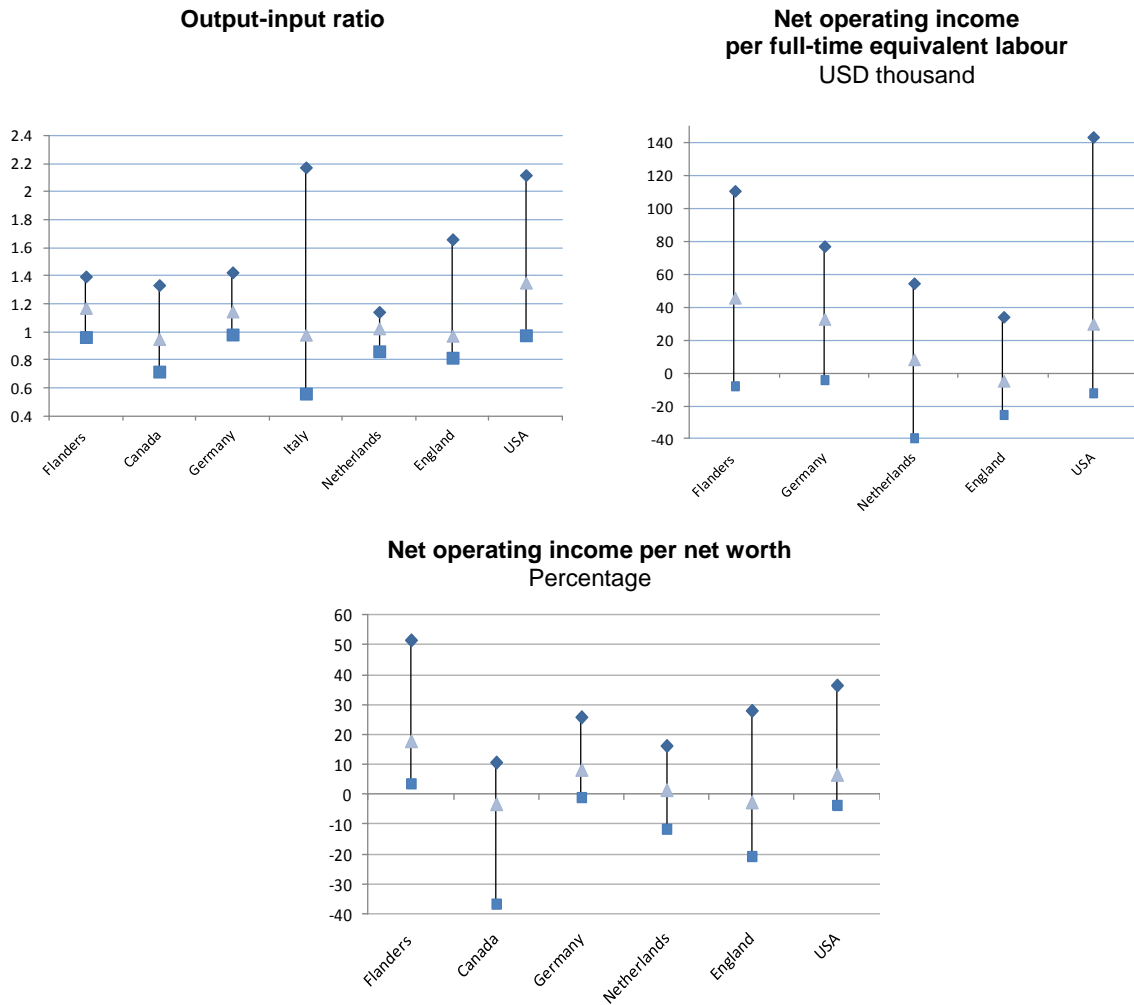 Output-input ratio
2.4
2.2
2
1.8
1.6
1.4
1.2
1
0.8
0.6
0.4
Flanders
Canada
Germany
Italy
Netherlands
England
USA
Net operating income
per full-time equivalent labour
USD thousand
140
120
100
80
60
40
20
0
-20
-40
Flanders
Germany
Netherlands
England
USA
Net operating income per net worth
Percentage
60
50
40
30
20
10
0
-10
-20
-30
-40
Flanders
Canada
Germany
Netherlands
England
USA